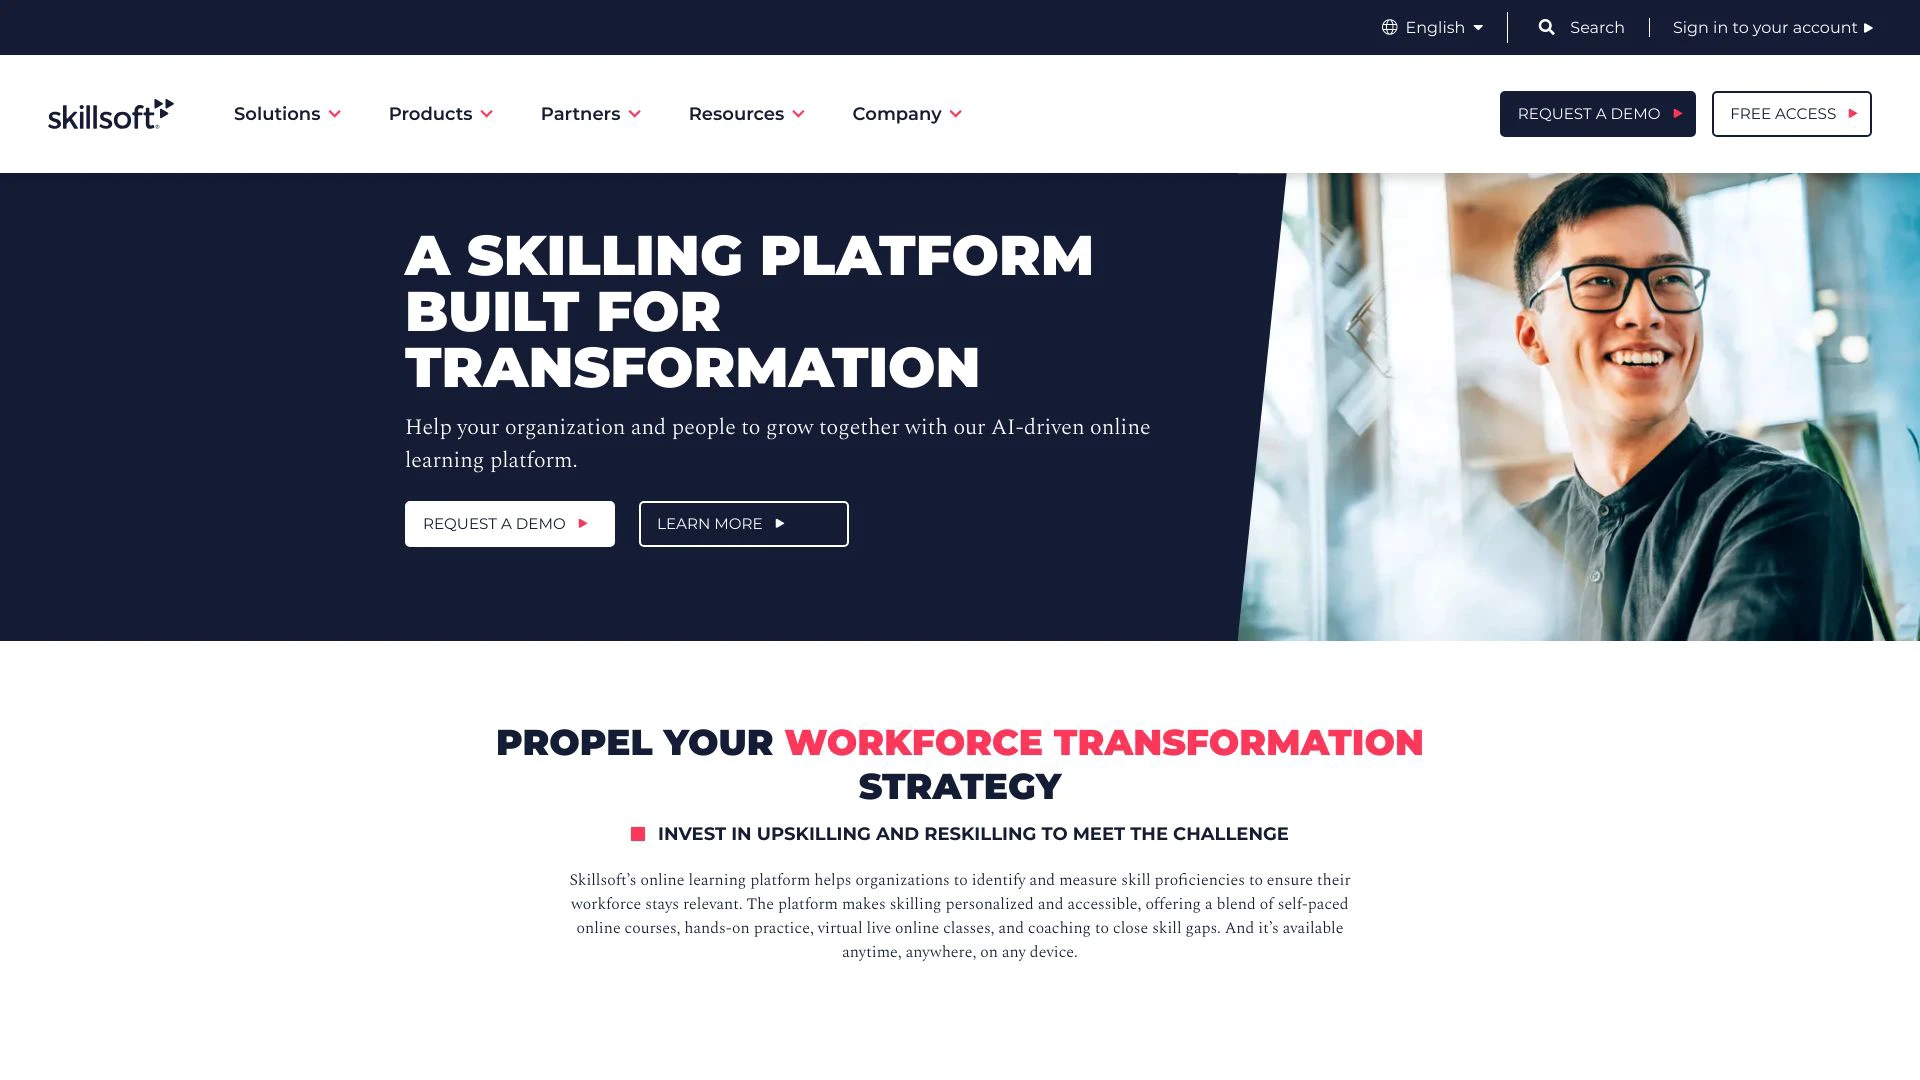 English
Search
Sign in to your account
skillsoft
Solutions
Products
Partners
Resources
Company
REQUEST A DEMO
FREE ACCESS
A SKILLING PLATFORM
BUILT FOR
TRANSFORMATION
Help your organization and people to grow together with our AI-driven online
learning platform.
REQUEST A DEMO
LEARN MORE
PROPEL YOUR WORKFORCE TRANSFORMATION
STRATEGY
INVEST IN UPSKILLING AND RESKILLING TO MEET THE CHALLENGE
Skillsoft’s online learning platform helps organizations to identify and measure skill proficiencies to ensure their
workforce stays relevant. The platform makes skilling personalized and accessible, offering a blend of self-paced
online courses, hands-on practice, virtual live online classes, and coaching to close skill gaps. And it’s available
anytime, anywhere, on any device.